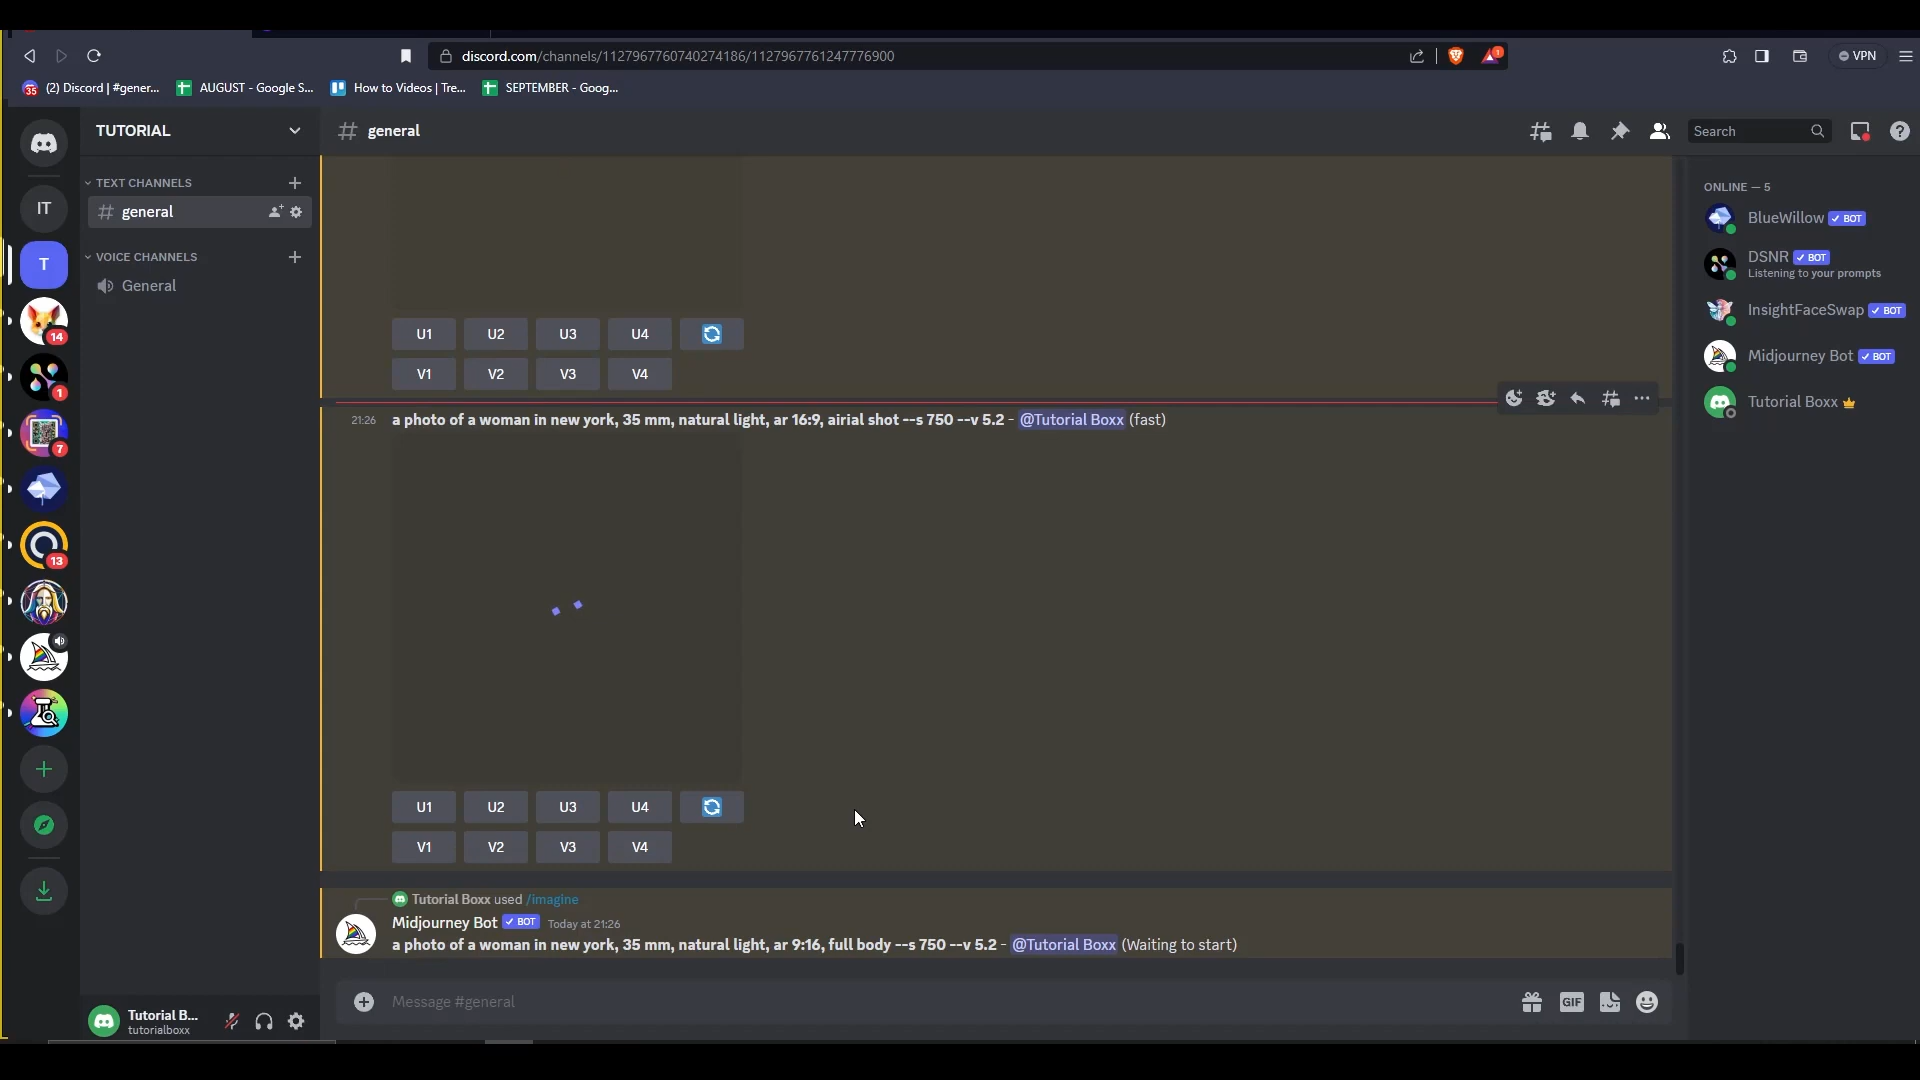 discord.com/channels/1127967760740274186/1127967761247776900
VPN
(2) Discord | #gener...
AUGUST - Google S...
How to Videos | Tre...
SEPTEMBER - Goog...
TUTORIAL
general
Search
TEXT CHANNELS
general
VOICE CHANNELS
General
IT
T
14
1
7
13
U1 U2 U3 U4
V1 V2 V3 V4
21:26 a photo of a woman in new york, 35 mm, natural light, ar 16:9, airial shot --s 750 --v 5.2 - @Tutorial Boxx (fast)
U1 U2 U3 U4
V1 V2 V3 V4
Tutorial Boxx used /imagine
Midjourney Bot BOT Today at 21:26
a photo of a woman in new york, 35 mm, natural light, ar 9:16, full body --s 750 --v 5.2 - @Tutorial Boxx (Waiting to start)
Message #general
GIF
Tutorial B...
tutorialboxx
ONLINE — 5
BlueWillow BOT
DSNR BOT
Listening to your prompts
InsightFaceSwap BOT
Midjourney Bot BOT
Tutorial Boxx